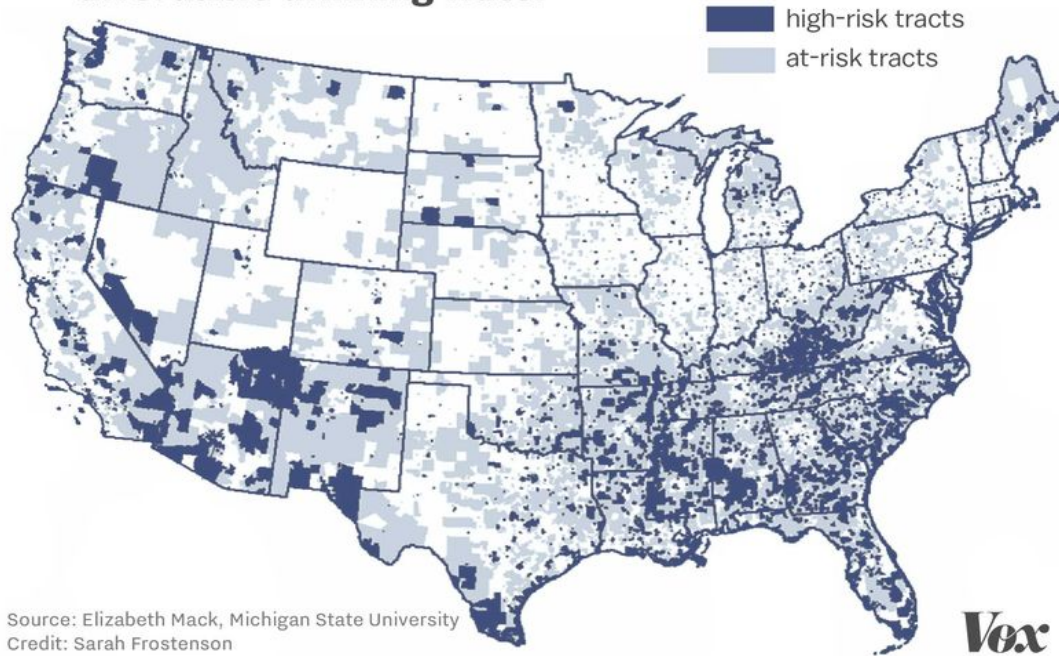 high-risk tracts
at-risk tracts
Source: Elizabeth Mack, Michigan State University
Credit: Sarah Frostenson
Vox